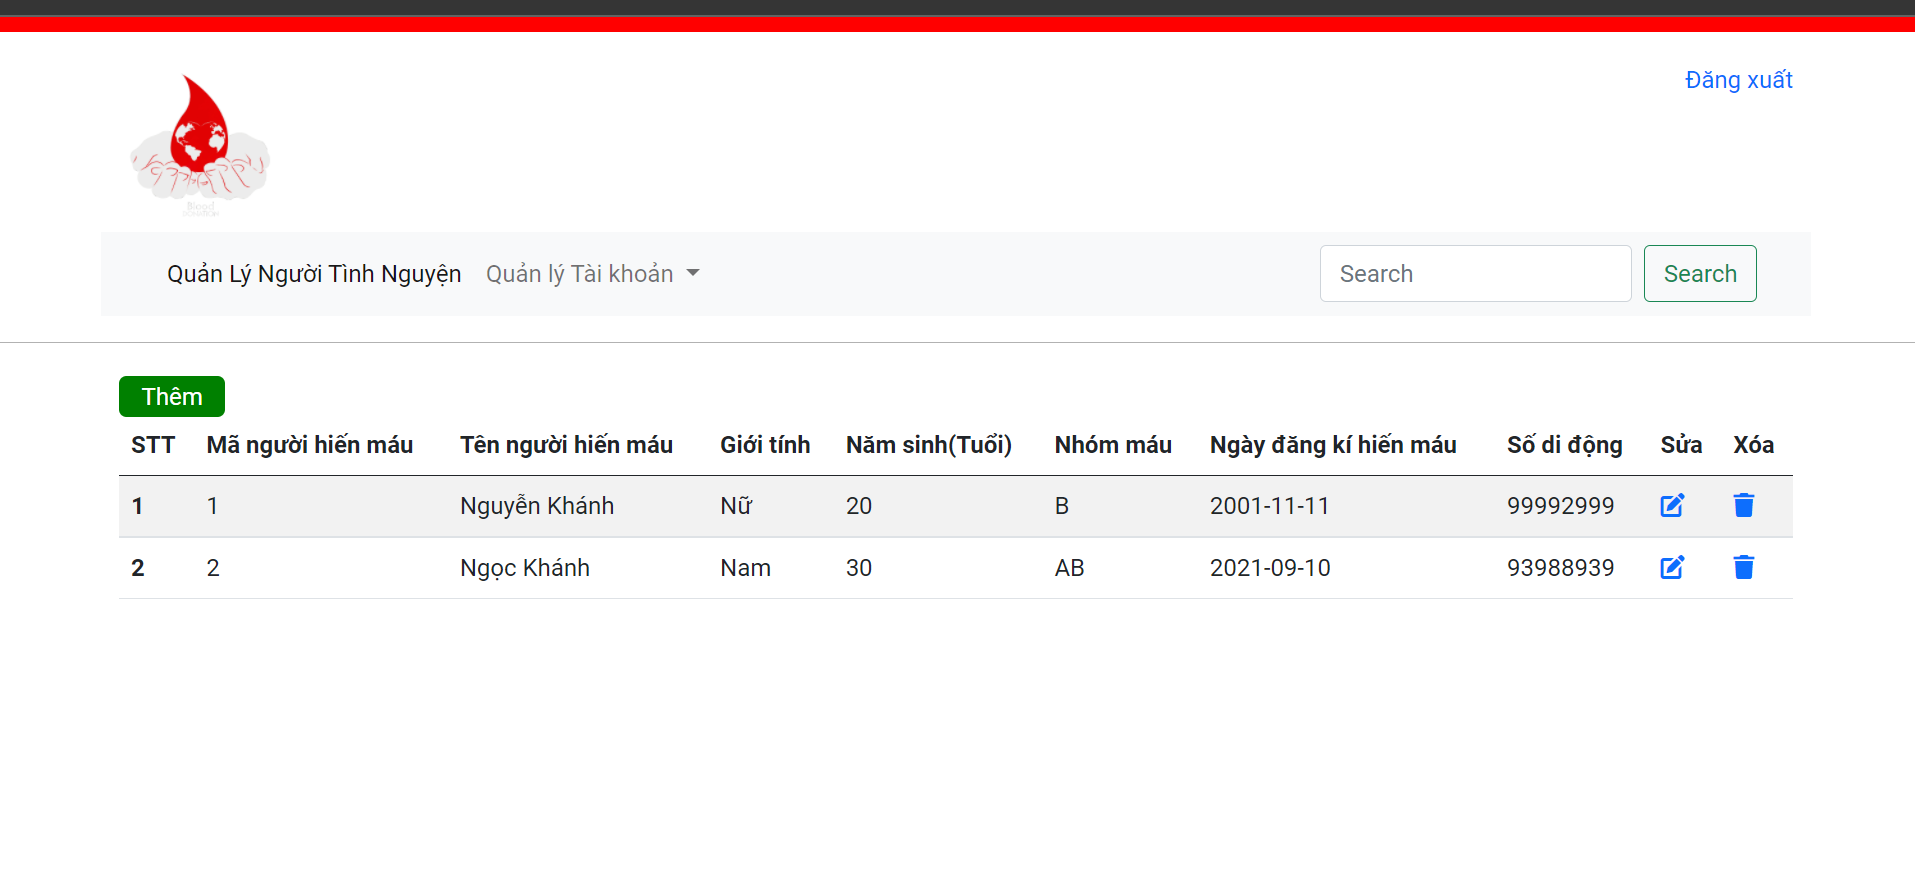 Đăng xuất
Blood
DONATION
Quản Lý Người Tình Nguyện Quản lý Tài khoản Search Search
Thêm
STT Mã người hiến máu Tên người hiến máu Giới tính Năm sinh(Tuổi) Nhóm máu Ngày đăng kí hiến máu Số di động Sửa Xóa
1 1 Nguyễn Khánh Nữ 20 B 2001-11-11 99992999
2 2 Ngọc Khánh Nam 30 AB 2021-09-10 93988939